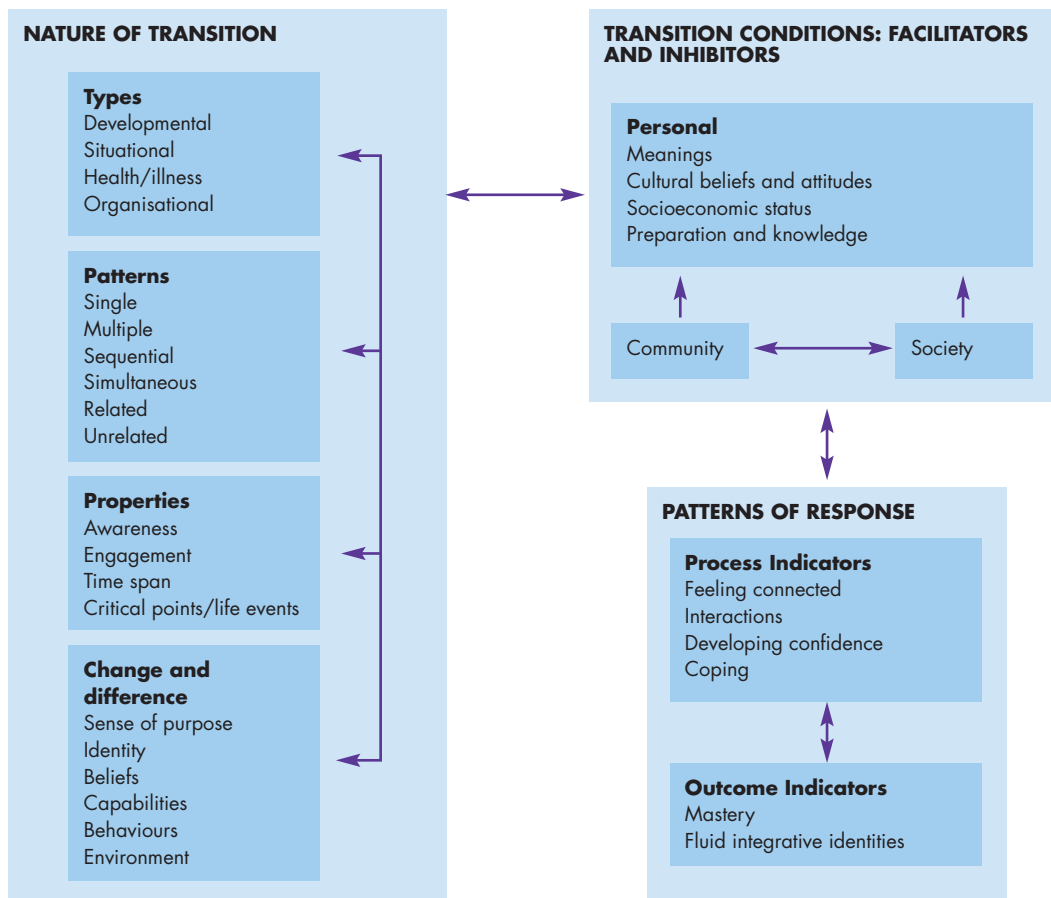 NATURE OF TRANSITION
Types
Developmental
Situational
Health/illness
Organisational
Patterns
Single
Multiple
Sequential
Simultaneous
Related
Unrelated
Properties
Awareness
Engagement
Time span
Critical points/life events
Change and
difference
Sense of purpose
Identity
Beliefs
Capabilities
Behaviours
Environment
TRANSITION CONDITIONS: FACILITATORS
AND INHIBITORS
Personal
Meanings
Cultural beliefs and attitudes
Socioeconomic status
Preparation and knowledge
Community
Society
PATTERNS OF RESPONSE
Process Indicators
Feeling connected
Interactions
Developing confidence
Coping
Outcome Indicators
Mastery
Fluid integrative identities